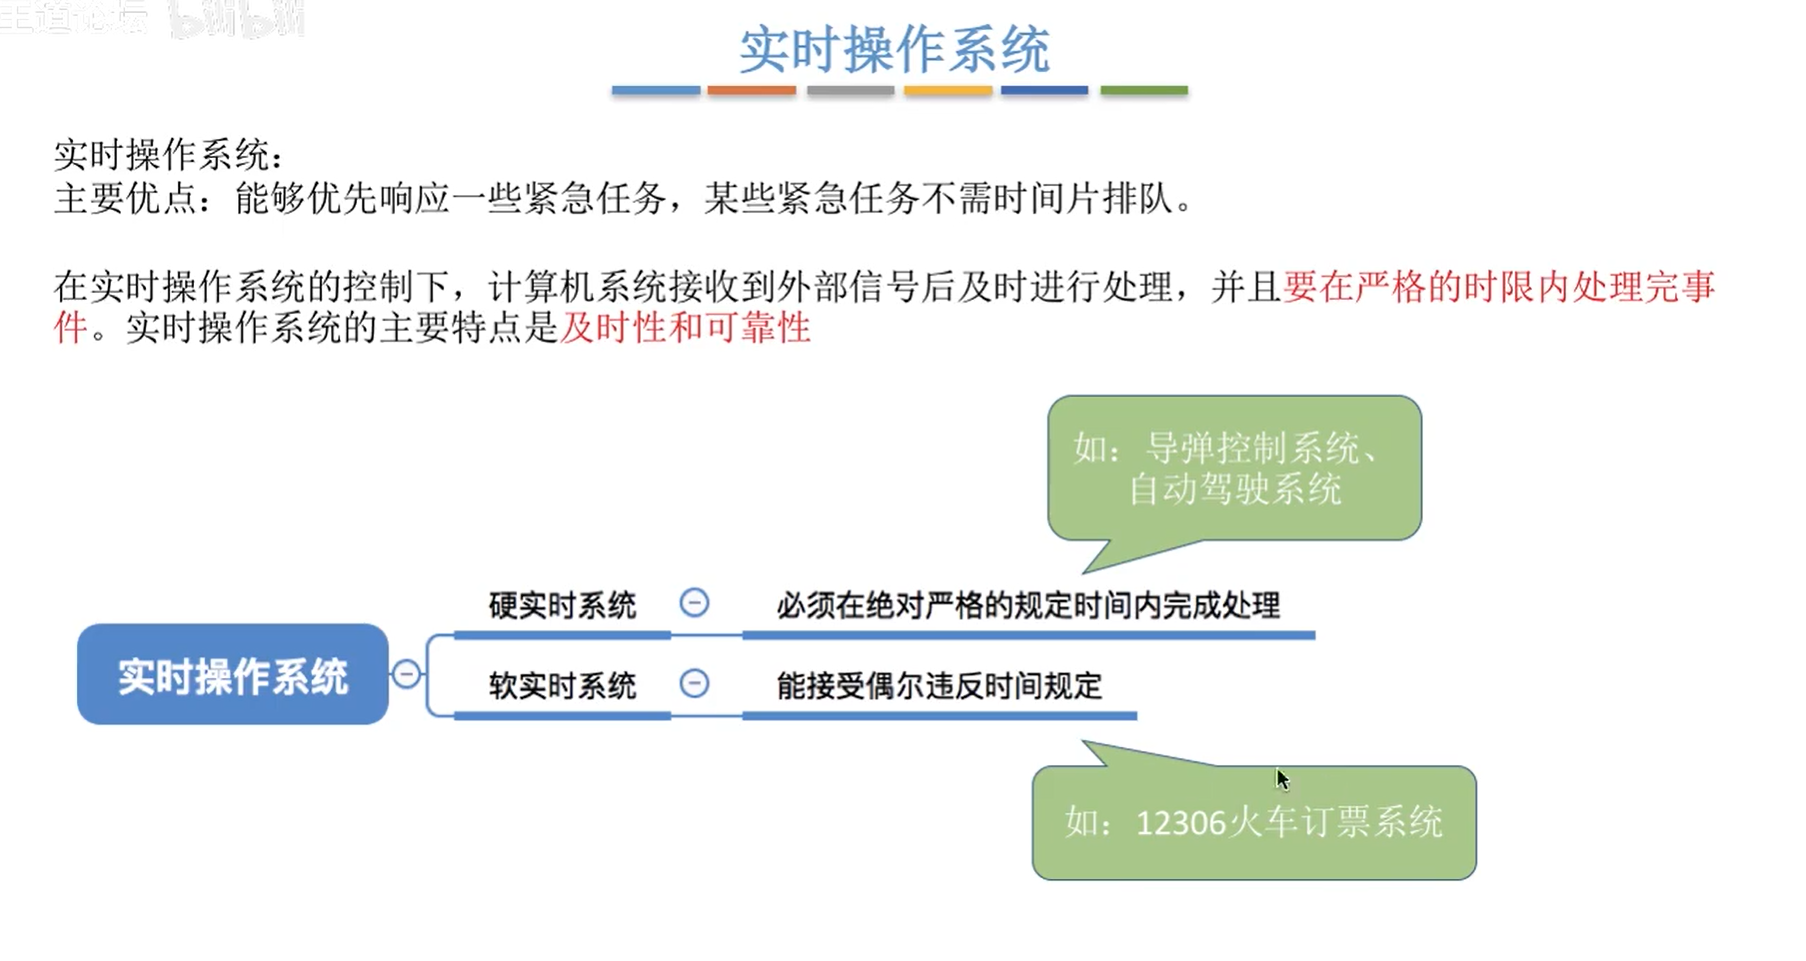 王道论坛 bilibili
实时操作系统
实时操作系统：
主要优点：能够优先响应一些紧急任务，某些紧急任务不需时间片排队。
在实时操作系统的控制下，计算机系统接收到外部信号后及时进行处理，并且要在严格的时限内处理完事
件。实时操作系统的主要特点是及时性和可靠性
如：导弹控制系统、
自动驾驶系统
硬实时系统
必须在绝对严格的规定时间内完成处理
实时操作系统
软实时系统
能接受偶尔违反时间规定
如：12306火车订票系统